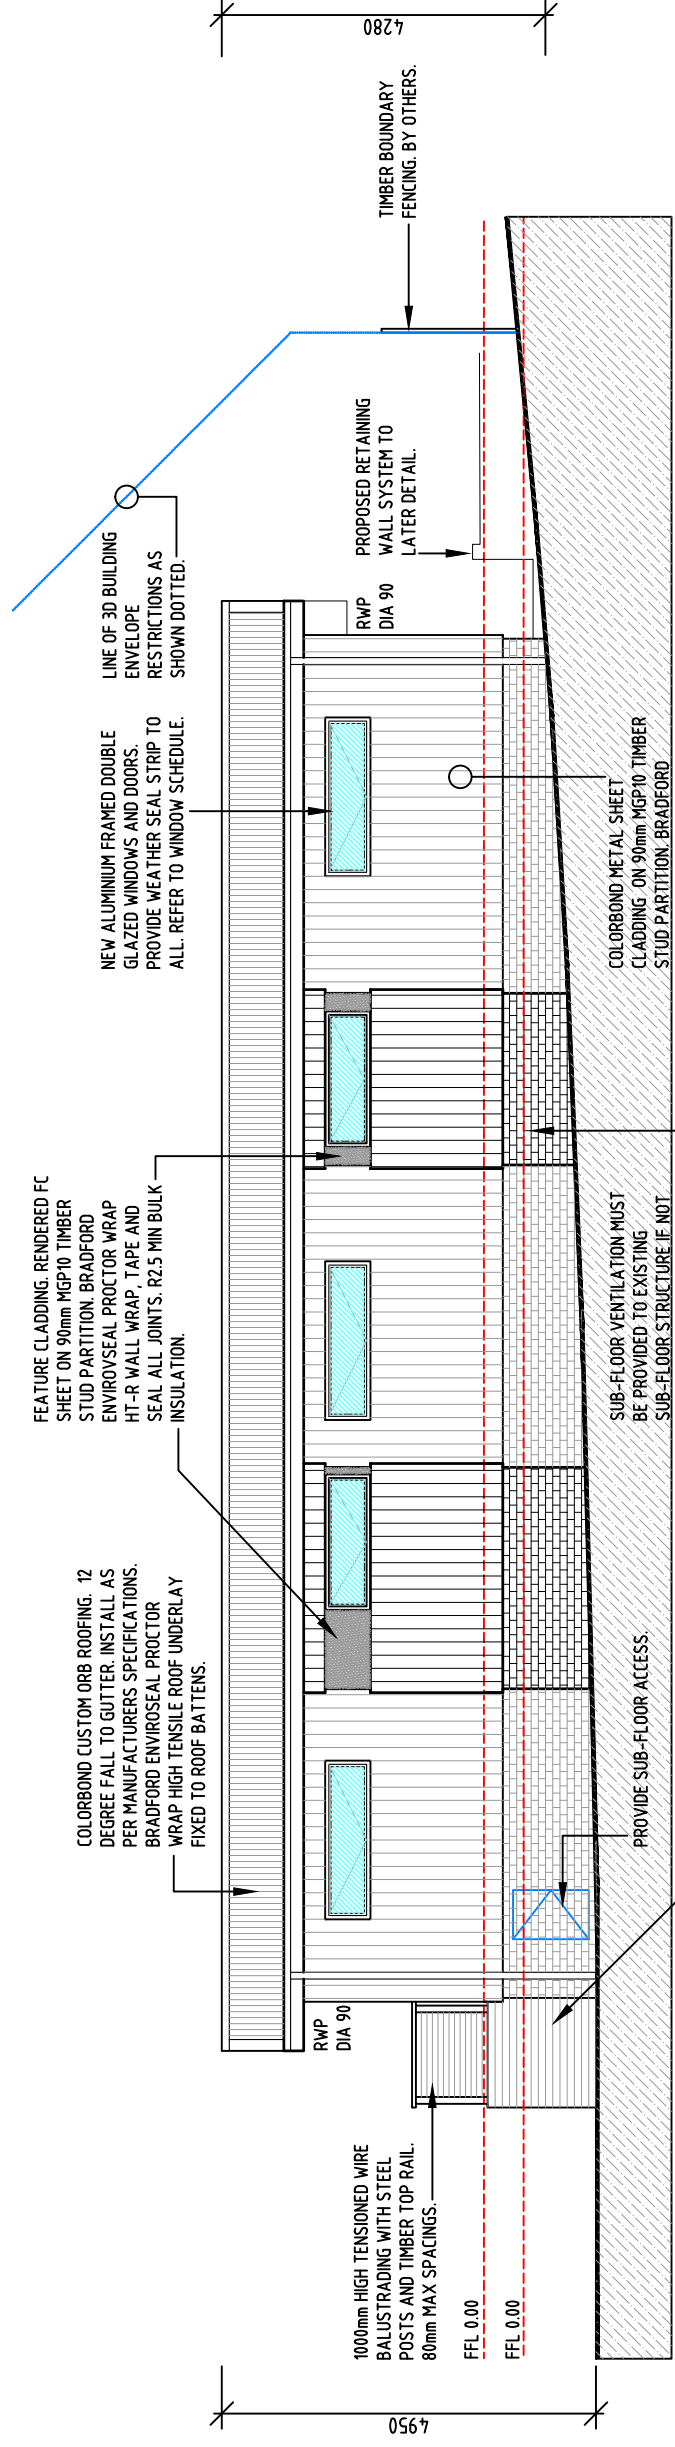 COLORBOND CUSTOM ORB ROOFING. 12
DEGREE FALL TO GUTTER. INSTALL AS
PER MANUFACTURERS SPECIFICATIONS.
BRADFORD ENVIROSEAL PROCTOR
WRAP HIGH TENSILE ROOF UNDERLAY
FIXED TO ROOF BATTENS.
FEATURE CLADDING. RENDERED FC
SHEET ON 90mm MGP10 TIMBER
STUD PARTITION. BRADFORD
ENVIROVSEAL PROCTOR WRAP
HT-R WALL WRAP, TAPE AND
SEAL ALL JOINTS. R2.5 MIN BULK
INSULATION.
NEW ALUMINIUM FRAMED DOUBLE
GLAZED WINDOWS AND DOORS.
PROVIDE WEATHER SEAL STRIP TO
ALL. REFER TO WINDOW SCHEDULE.
LINE OF 3D BUILDING
ENVELOPE
RESTRICTIONS AS
SHOWN DOTTED.
TIMBER BOUNDARY
FENCING. BY OTHERS.
4280
RWP
DIA 90
RWP
DIA 90
PROPOSED RETAINING
WALL SYSTEM TO
LATER DETAIL.
1000mm HIGH TENSIONED WIRE
BALUSTRADING WITH STEEL
POSTS AND TIMBER TOP RAIL.
80mm MAX SPACINGS.
4950
FFL 0.00
FFL 0.00
PROVIDE SUB-FLOOR ACCESS.
SUB-FLOOR VENTILATION MUST
BE PROVIDED TO EXISTING
SUB-FLOOR STRUCTURE IF NOT
COLORBOND METAL SHEET
CLADDING ON 90mm MGP10 TIMBER
STUD PARTITION. BRADFORD